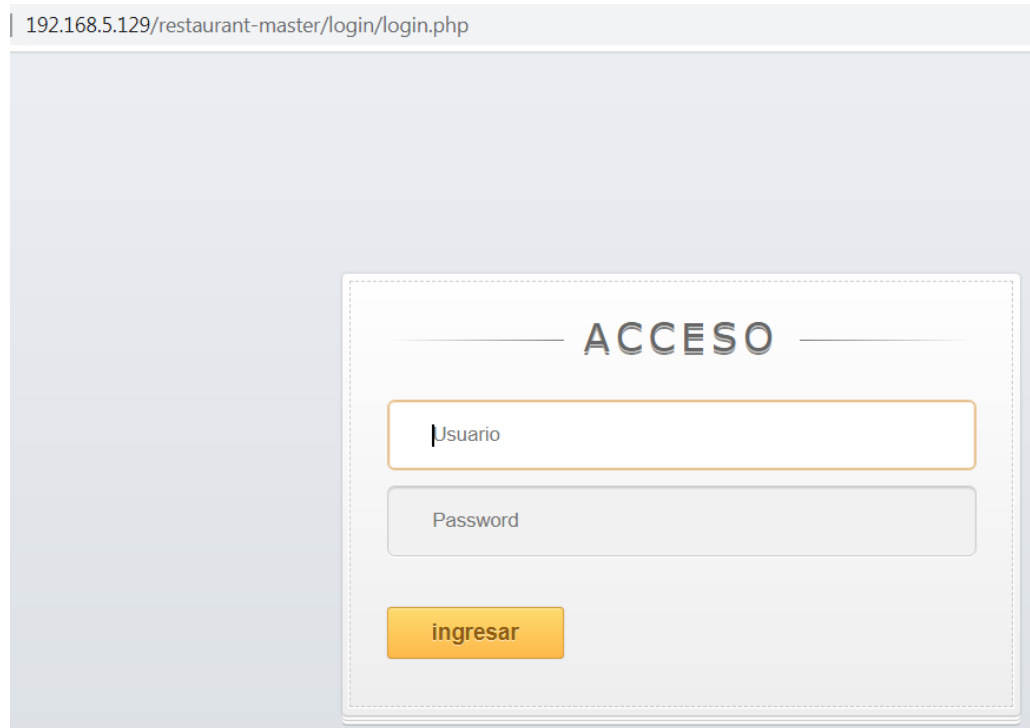 192.168.5.129/restaurant-master/login/login.php
ACCESO
Usuario
Password
ingresar